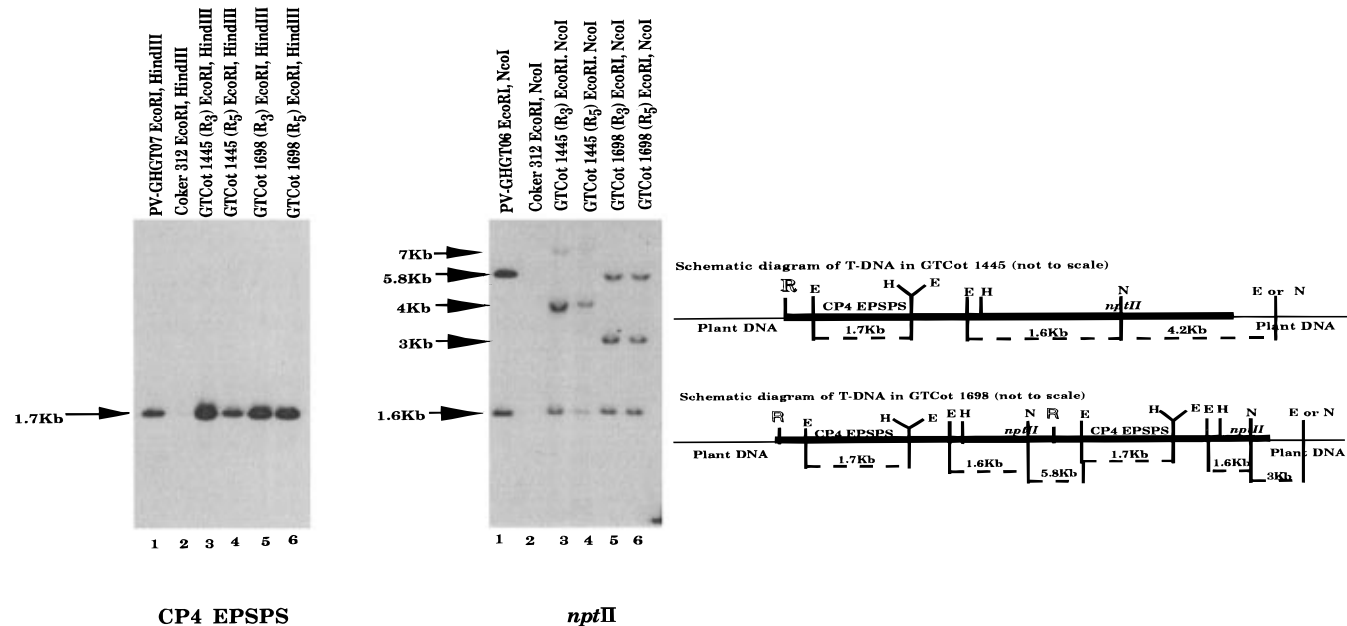 PV-GHGT07 EcoRI, HindIII
Coker 312 EcoRI, HindIII
GTCot 1445 (R3) EcoRI, HindIII
GTCot 1445 (R5) EcoRI, HindIII
GTCot 1698 (R3) EcoRI, HindIII
GTCot 1698 (R5) EcoRI, HindIII
1.7Kb
1 2 3 4 5 6
CP4 EPSPS
PV-GHGT06 EcoRI, NcoI
Coker 312 EcoRI, NcoI
GTCot 1445 (R3) EcoRI. NcoI
GTCot 1445 (R5) EcoRI. NcoI
GTCot 1698 (R3) EcoRI, NcoI
GTCot 1698 (R5) EcoRI, NcoI
7Kb
5.8Kb
4Kb
3Kb
1.6Kb
1 2 3 4 5 6
nptII
Schematic diagram of T-DNA in GTCot 1445 (not to scale)
R E H E E H N E or N
CP4 EPSPS nptII
Plant DNA 1.7Kb 1.6Kb 4.2Kb Plant DNA
Schematic diagram of T-DNA in GTCot 1698 (not to scale)
R E H E E H N R E H E E H N E or N
CP4 EPSPS nptII CP4 EPSPS nptII
Plant DNA 1.7Kb 1.6Kb 5.8Kb 1.7Kb 1.6Kb 3Kb Plant DNA